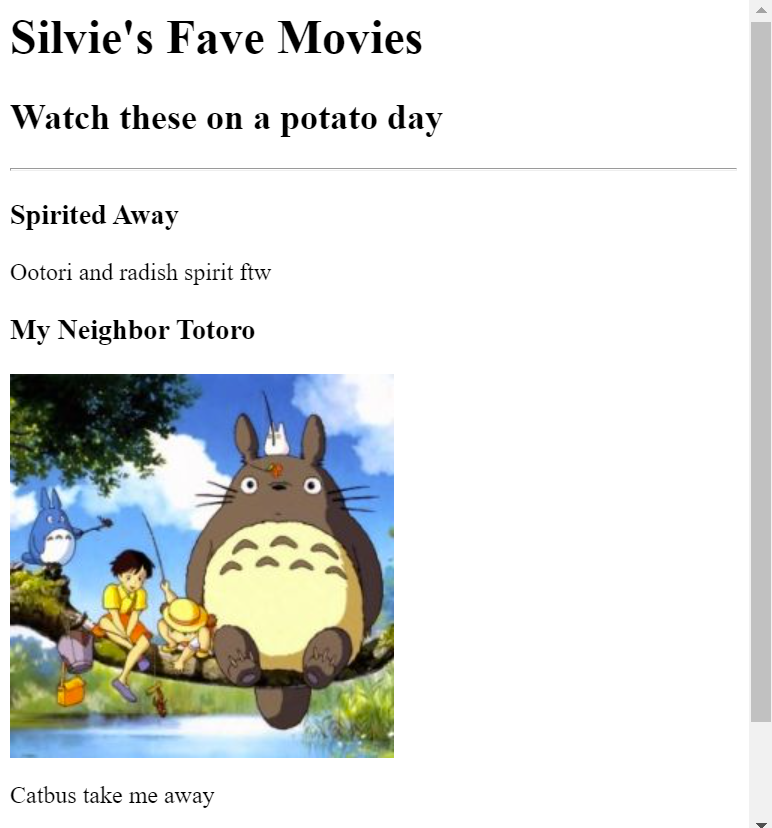 Silvie's Fave Movies
Watch these on a potato day
Spirited Away
Ootori and radish spirit ftw
My Neighbor Totoro
Catbus take me away